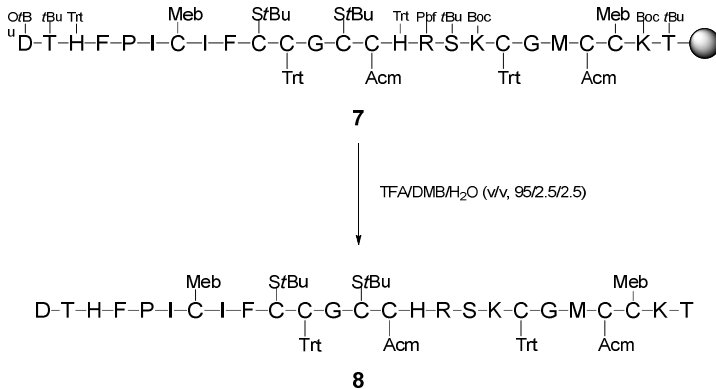 OtB
u
tBu Trt Meb StBu StBu Trt Pbf tBu Boc Meb Boc tBu
D-T-H-F-P-I-C-I-F-C-C-G-C-C-H-R-S-K-C-G-M-C-C-K-T
Trt Acm Trt Acm
7
TFA/DMB/H₂O (v/v, 95/2.5/2.5)
Meb StBu StBu Meb
D-T-H-F-P-I-C-I-F-C-C-G-C-C-H-R-S-K-C-G-M-C-C-K-T
Trt Acm Trt Acm
8